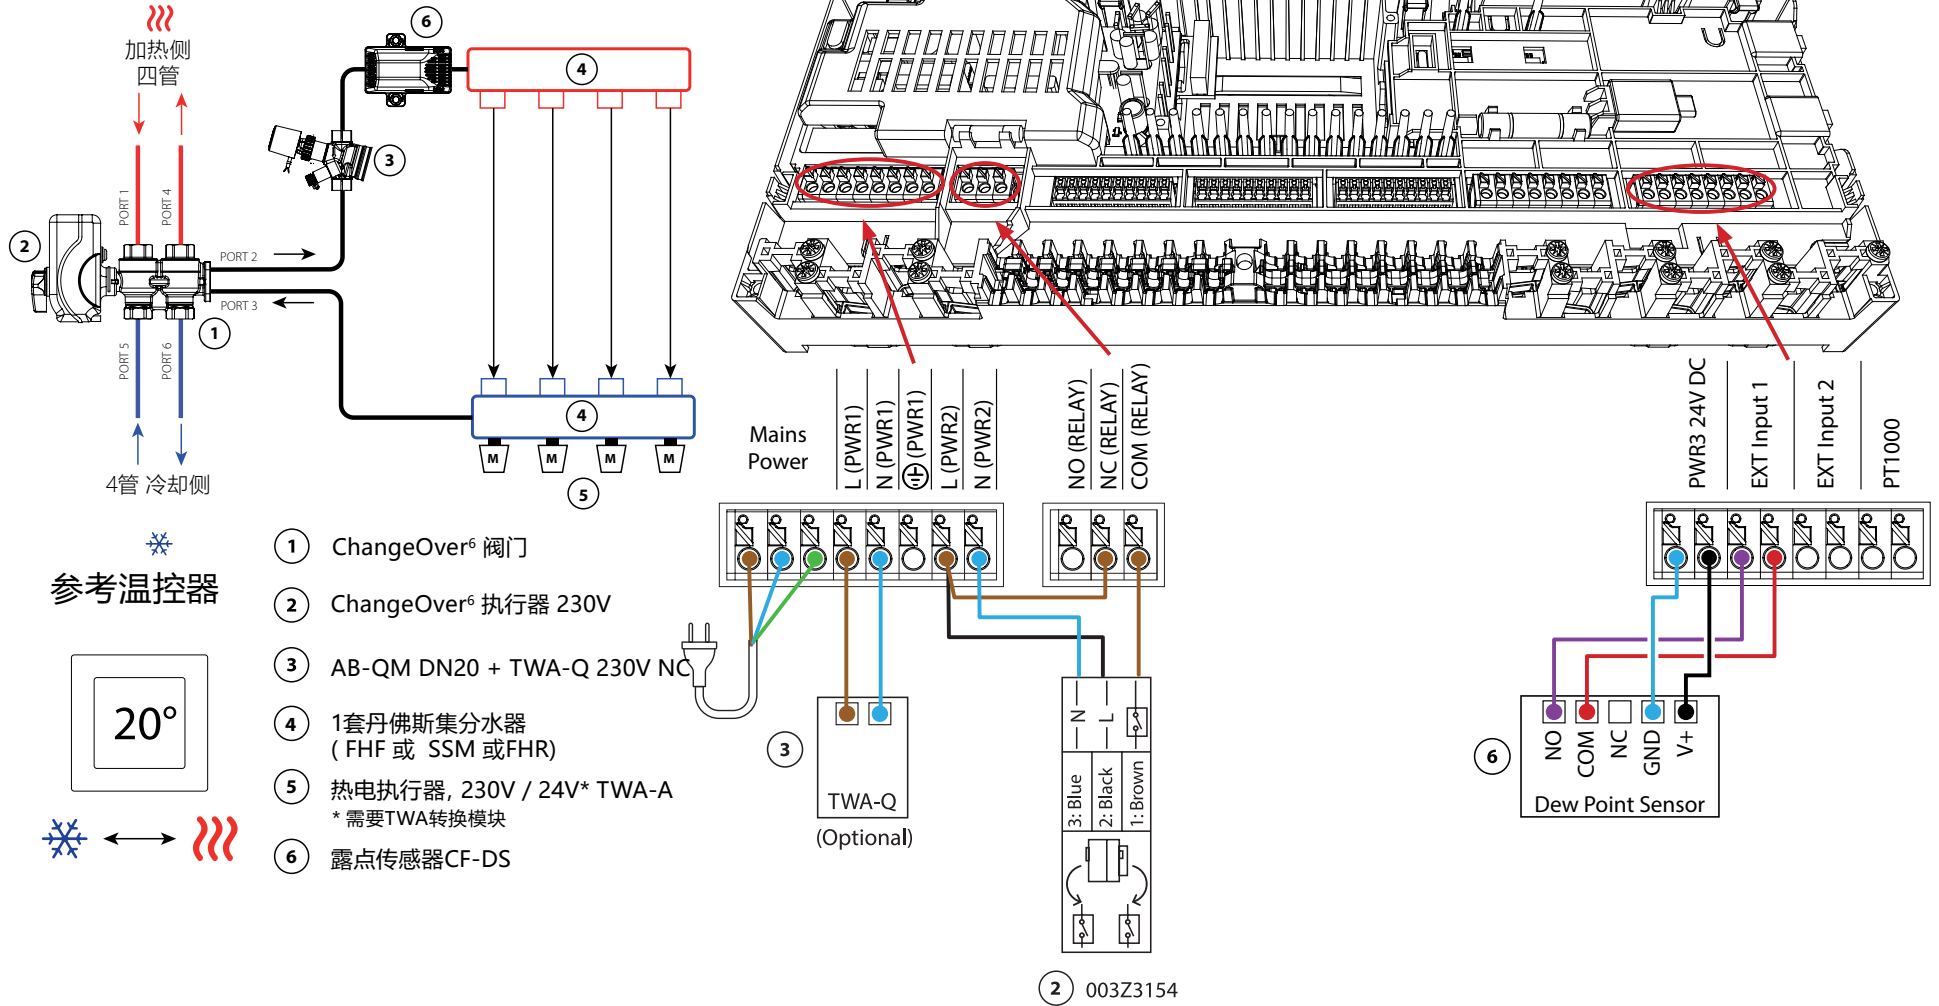 加热侧
四管
PORT 1
PORT 4
PORT 2
PORT 3
PORT 5
PORT 6
4管 冷却侧
6
4
3
2
1
4
M
M
M
M
5
参考温控器
20°
1 ChangeOver⁶ 阀门
2 ChangeOver⁶ 执行器 230V
3 AB-QM DN20 + TWA-Q 230V NC
4 1套丹佛斯集分水器
( FHF 或 SSM 或FHR)
5 热电执行器, 230V / 24V* TWA-A
* 需要TWA转换模块
6 露点传感器CF-DS
Mains
Power
L (PWR1)
N (PWR1)
(PWR1)
L (PWR2)
N (PWR2)
NO (RELAY)
NC (RELAY)
COM (RELAY)
PWR3 24V DC
EXT Input 1
EXT Input 2
PT1000
3
TWA-Q
(Optional)
N
L
3: Blue
2: Black
1: Brown
2 003Z3154
6
NO
COM
NC
GND
V+
Dew Point Sensor